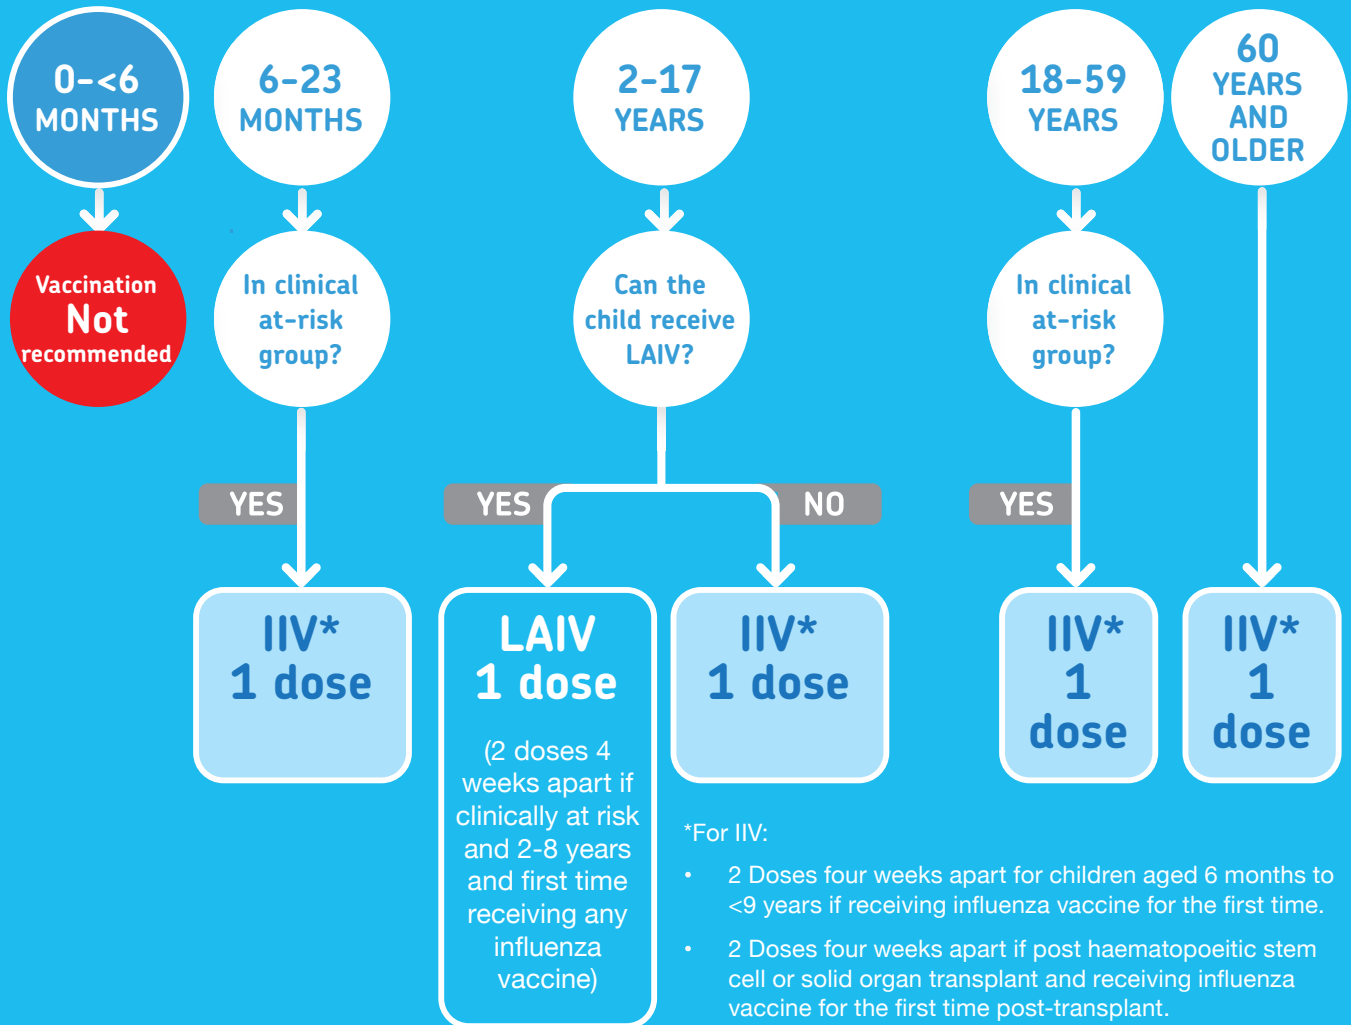 0-<6
MONTHS
6-23
MONTHS
2-17
YEARS
18-59
YEARS
60
YEARS
AND
OLDER
Vaccination
Not
recommended
In clinical
at-risk
group?
Can the
child receive
LAIV?
In clinical
at-risk
group?
YES
YES
NO
YES
IIV*
1 dose
LAIV
1 dose
(2 doses 4
weeks apart if
clinically at risk
and 2-8 years
and first time
receiving any
influenza
vaccine)
IIV*
1 dose
IIV*
1
dose
IIV*
1
dose
*For IIV:
• 2 Doses four weeks apart for children aged 6 months to
<9 years if receiving influenza vaccine for the first time.
• 2 Doses four weeks apart if post haematopoeitic stem
cell or solid organ transplant and receiving influenza
vaccine for the first time post-transplant.